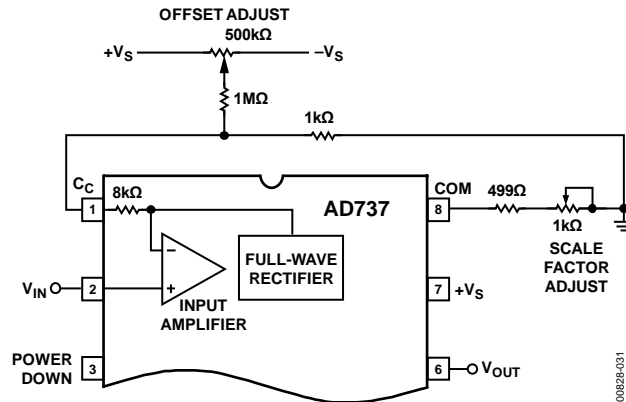 OFFSET ADJUST
500kΩ
+VS
–VS
1MΩ
1kΩ
CC
8kΩ
COM
AD737
499Ω
1
8
1kΩ
SCALE
FACTOR
ADJUST
FULL-WAVE
RECTIFIER
–
+
VIN
2
INPUT
AMPLIFIER
7
+VS
POWER
DOWN
3
6
VOUT
00828-031